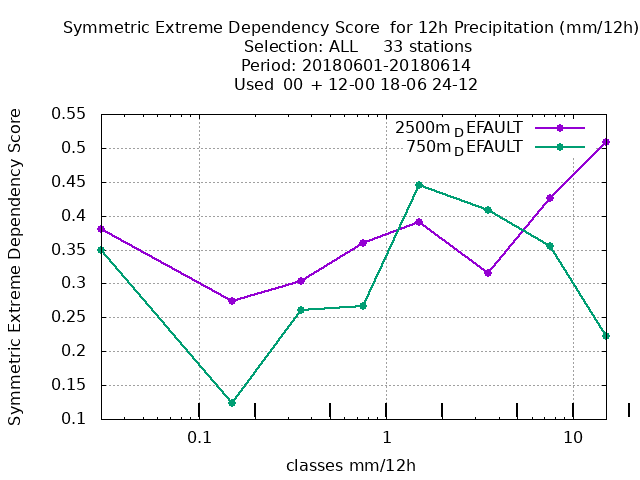 Symmetric Extreme Dependency Score  for 12h Precipitation (mm/12h)
Selection: ALL     33 stations
Period: 20180601-20180614
Used  00  + 12-00 18-06 24-12
2500m_DEFAULT
750m_DEFAULT
Symmetric Extreme Dependency Score
0.55
0.5
0.45
0.4
0.35
0.3
0.25
0.2
0.15
0.1
0.1 1 10
classes mm/12h